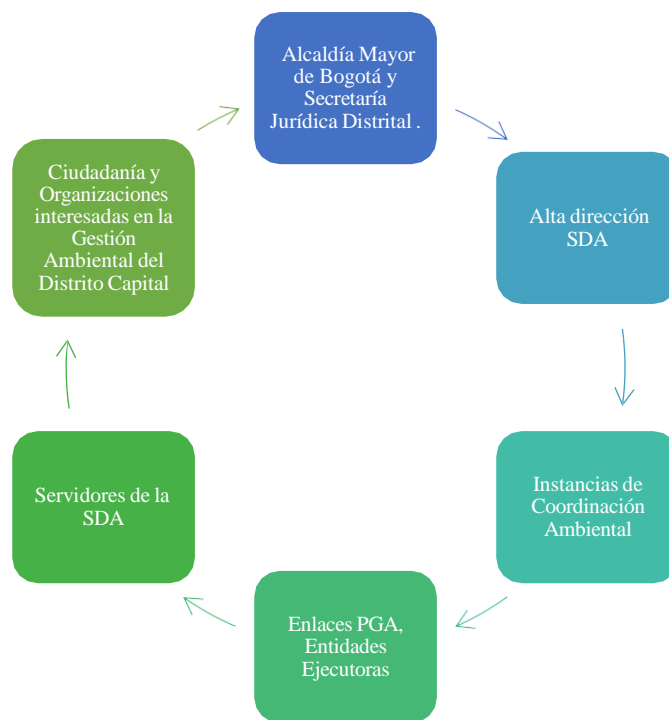 Alcaldía Mayor
de Bogotá y
Secretaría
Jurídica Distrital .
Alta dirección
SDA
Instancias de
Coordinación
Ambiental
Enlaces PGA,
Entidades
Ejecutoras
Servidores de la
SDA
Ciudadanía y
Organizaciones
interesadas en la
Gestión
Ambiental del
Distrito Capital